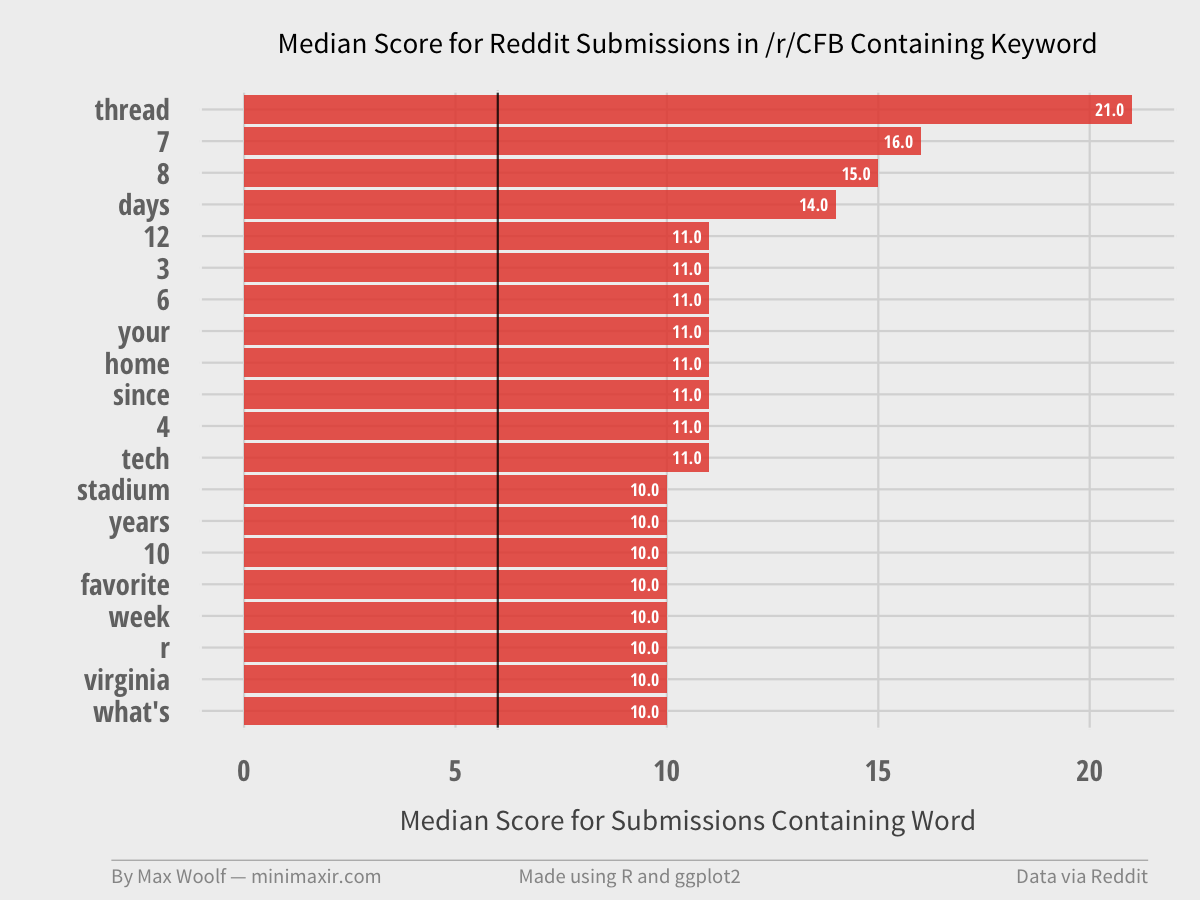 Median Score for Reddit Submissions in /r/CFB Containing Keyword
thread 21.0
7 16.0
8 15.0
days 14.0
12 11.0
3 11.0
6 11.0
your 11.0
home 11.0
since 11.0
4 11.0
tech 11.0
stadium 10.0
years 10.0
10 10.0
favorite 10.0
week 10.0
r 10.0
virginia 10.0
what's 10.0
0 5 10 15 20
Median Score for Submissions Containing Word
By Max Woolf — minimaxir.com Made using R and ggplot2 Data via Reddit